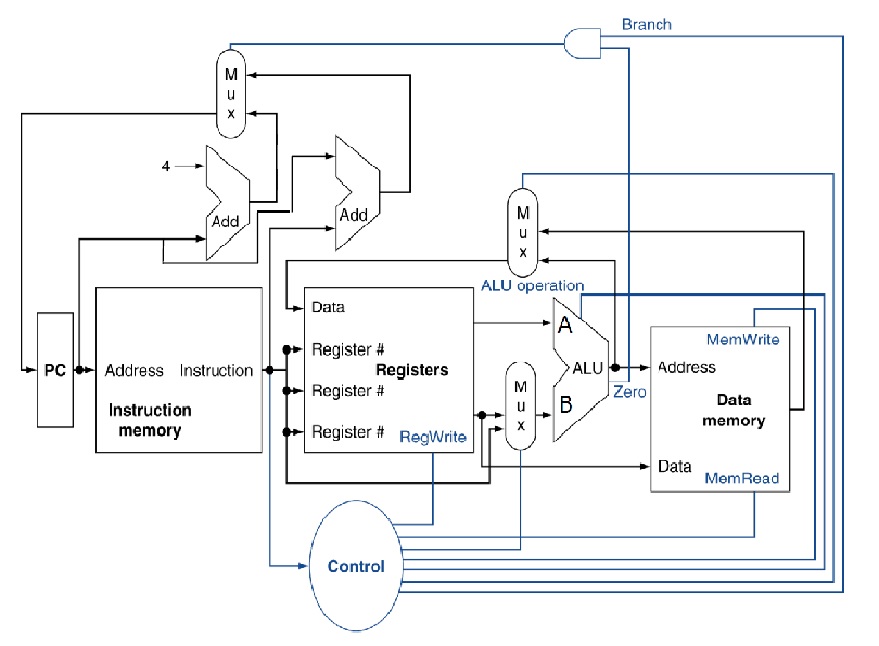 Branch
M
u
x
4
Add
Add
M
u
x
ALU operation
Data
Register #
Register #
Register #
Registers
RegWrite
PC
Address
Instruction
Instruction
memory
M
u
x
A
B
ALU
Zero
MemWrite
Address
Data
memory
Data
MemRead
Control